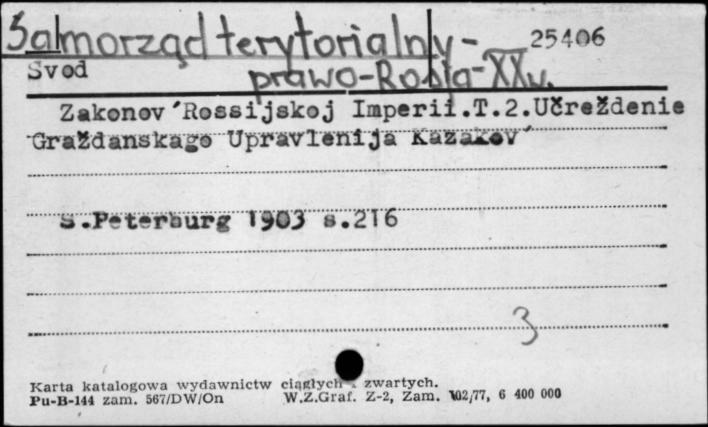 Samorząd terytorialny - 25406
Svod prawo-Rosja-XXw.
Zakonov Rossijskoj Imperii.T.2.Učreždenie
Graždanskago Upravlenija Kazakov
S.Peterburg 1903 s.216
3
Karta katalogowa wydawnictw ciągłych i zwartych.
Pu-B-144 zam. 567/DW/On W.Z.Graf. Z-2, Zam. 102/77, 6 400 000